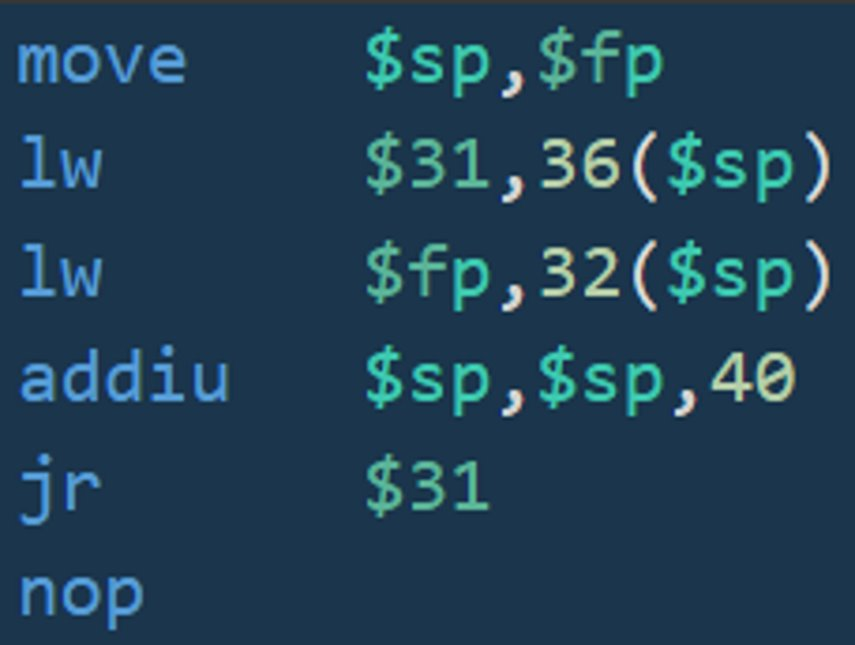 move $sp,$fp
lw $31,36($sp)
lw $fp,32($sp)
addiu $sp,$sp,40
jr $31
nop